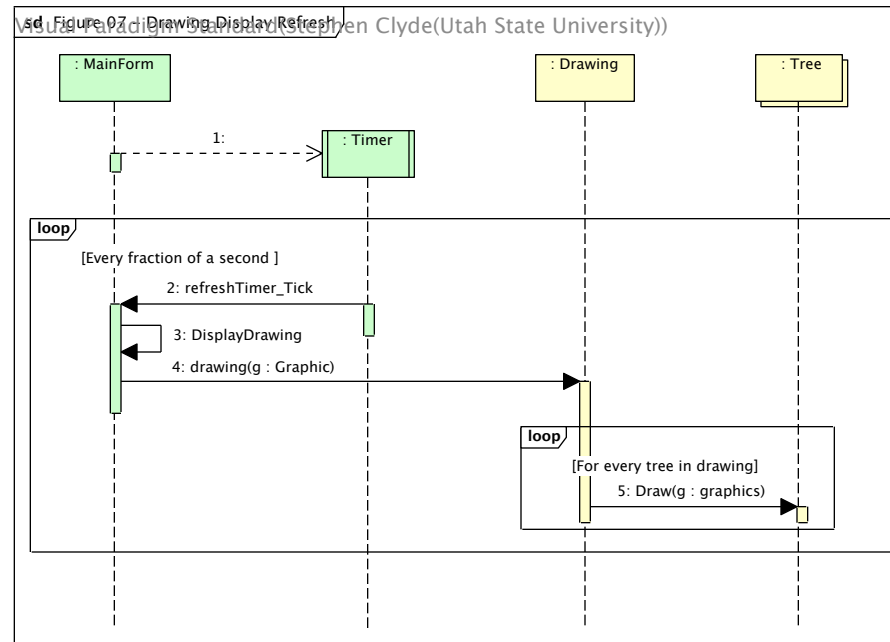 sd Figure 07 - Drawing Display Refresh
Visual Paradigm Standard(Stephen Clyde(Utah State University))
: MainForm
: Drawing
: Tree
1:
: Timer
loop
[Every fraction of a second ]
2: refreshTimer_Tick
3: DisplayDrawing
4: drawing(g : Graphic)
loop
[For every tree in drawing]
5: Draw(g : graphics)